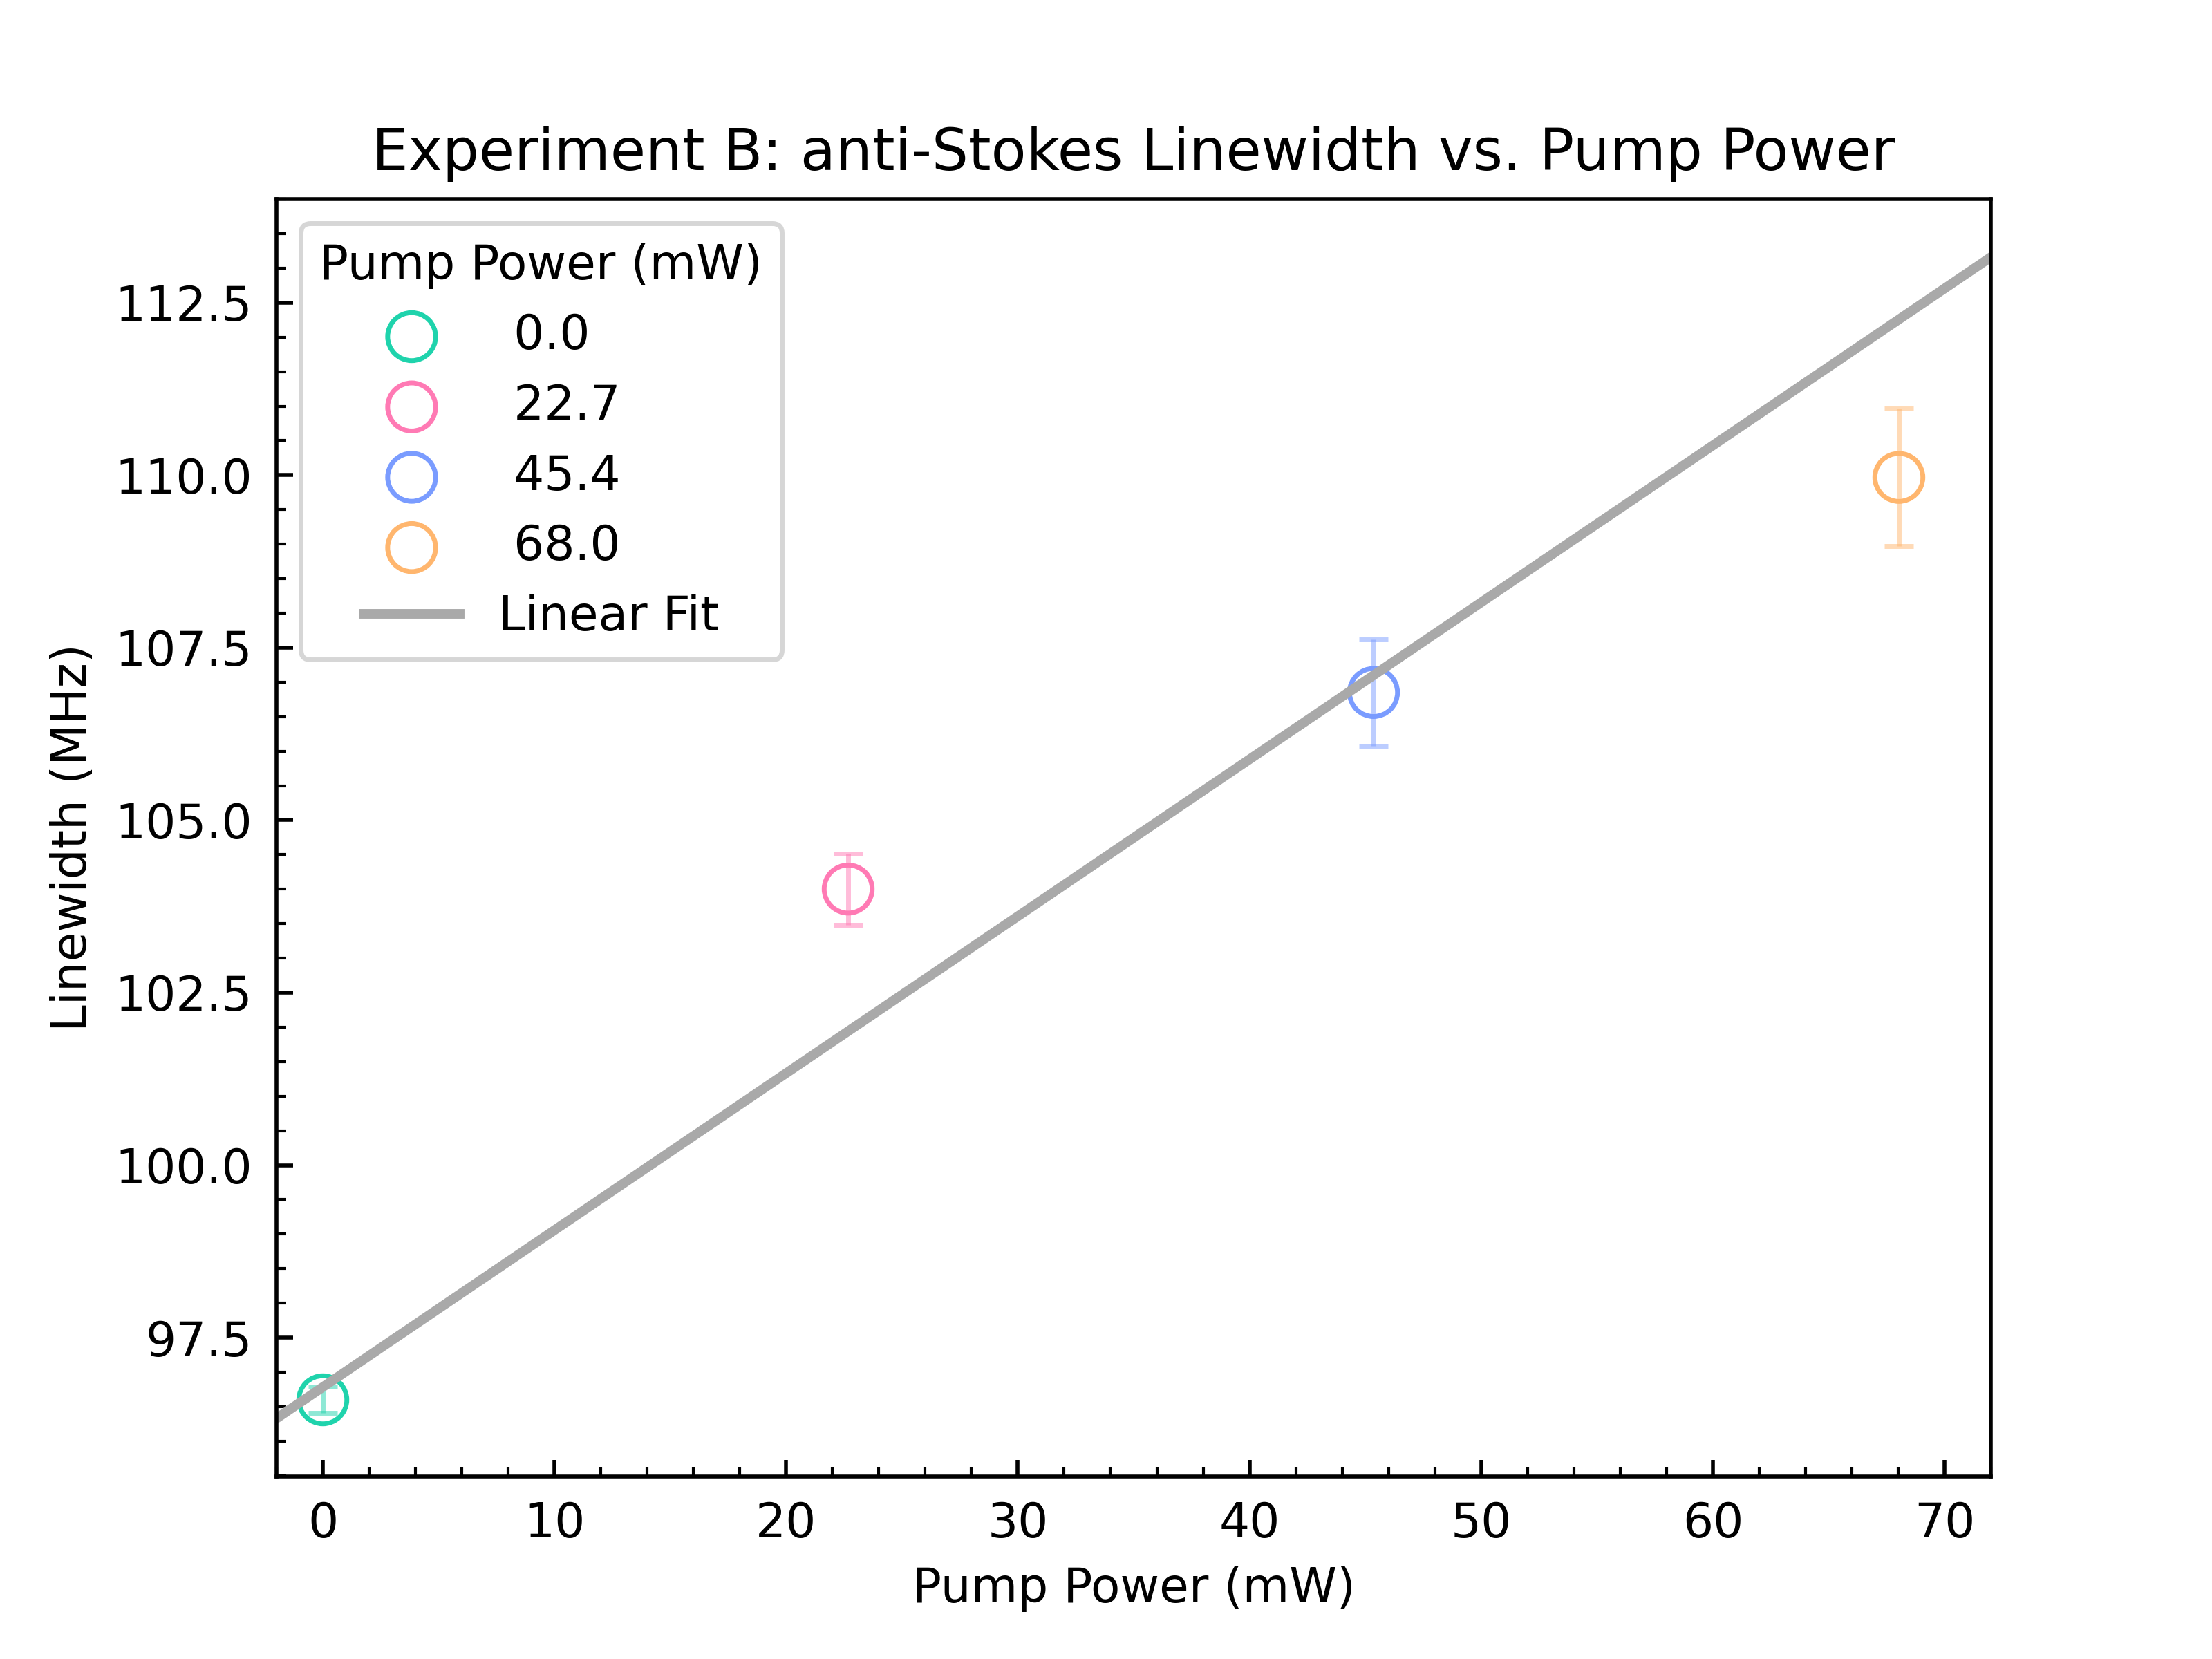 Experiment B: anti-Stokes Linewidth vs. Pump Power
Pump Power (mW)
0.0
22.7
45.4
68.0
Linear Fit
112.5
110.0
107.5
105.0
102.5
100.0
97.5
Linewidth (MHz)
0 10 20 30 40 50 60 70
Pump Power (mW)